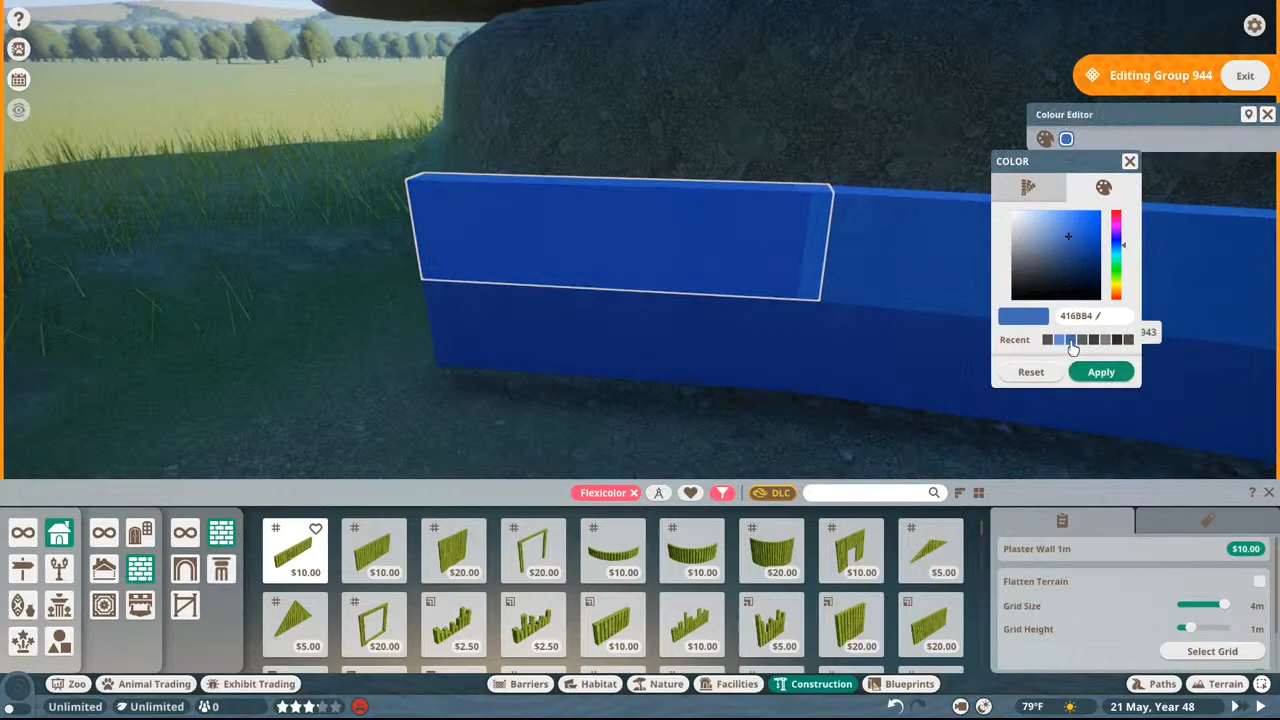 ?
Editing Group 944 Exit
Colour Editor
COLOR
416BB4
943
Recent
Reset Apply
Flexicolor
DLC
?
$10.00 $10.00 $20.00 $20.00 $10.00 $10.00 $20.00 $10.00 $5.00
$5.00 $20.00 $2.50 $2.50 $10.00 $10.00 $5.00 $20.00 $20.00
Plaster Wall 1m $10.00
Flatten Terrain
Grid Size 4m
Grid Height 1m
Select Grid
Zoo Animal Trading Exhibit Trading Barriers Habitat Nature Facilities Construction Blueprints Paths Terrain
Unlimited Unlimited 0 79°F 21 May, Year 48